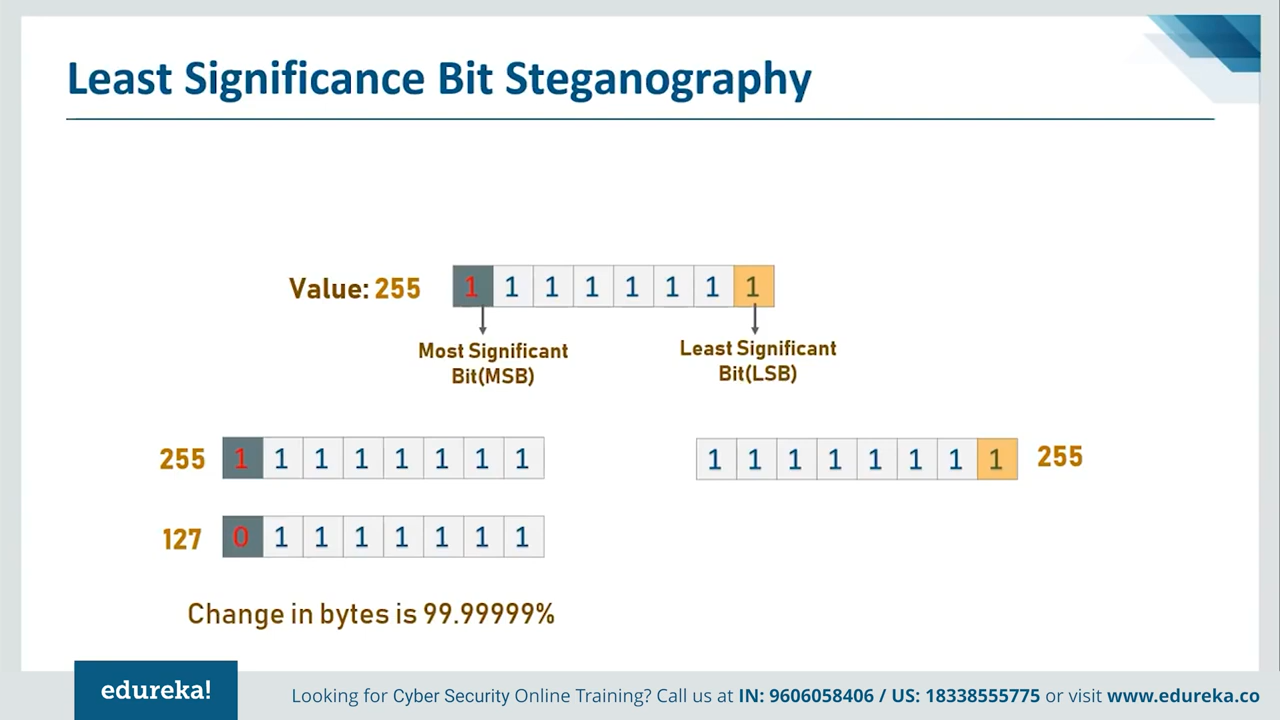 Least Significance Bit Steganography
Value: 255 1 1 1 1 1 1 1 1
Most Significant
Bit(MSB)
Least Significant
Bit(LSB)
255 1 1 1 1 1 1 1 1
1 1 1 1 1 1 1 1 255
127 0 1 1 1 1 1 1 1
Change in bytes is 99.99999%
edureka!
Looking for Cyber Security Online Training? Call us at IN: 9606058406 / US: 18338555775 or visit www.edureka.co